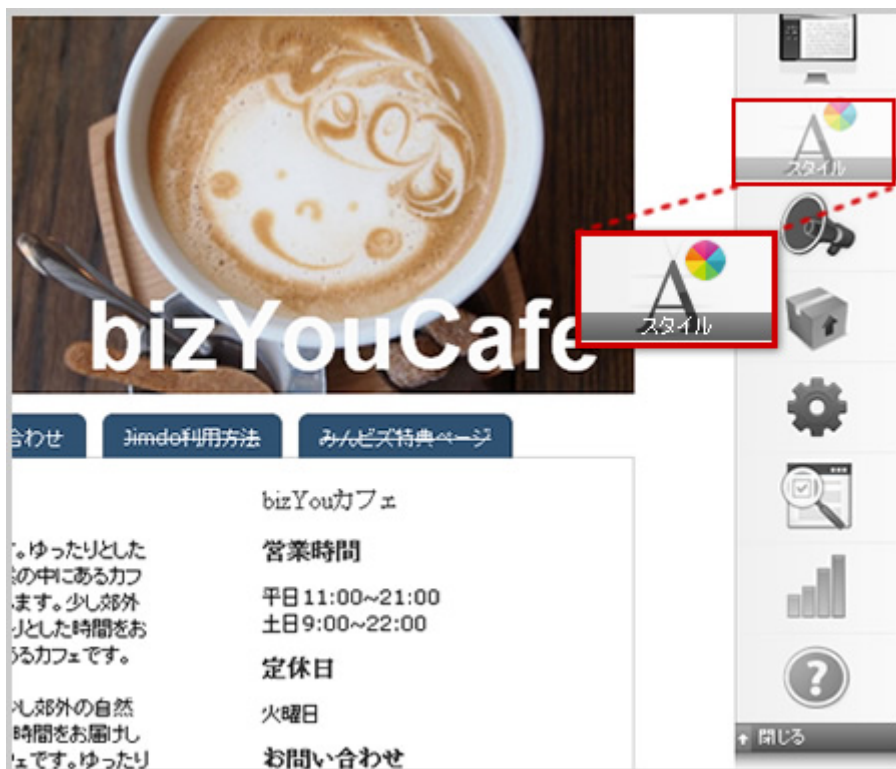 bizYouCafe
スタイル
スタイル
合わせ
Jimdo利用方法
みんビズ特典ページ
。ゆったりとした
の中にあるカフ
ます。少し郊外
りとした時間をお
るカフェです。
少し郊外の自然
時間をお届けし
ェです。ゆったり
bizYouカフェ
営業時間
平日11:00~21:00
土日9:00~22:00
定休日
火曜日
お問い合わせ
閉じる